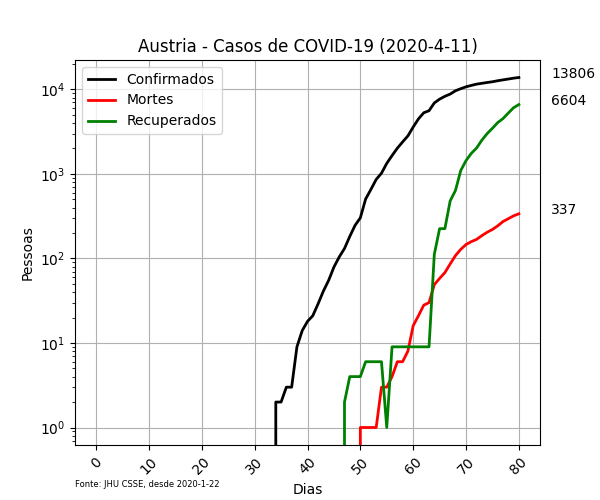 Austria - Casos de COVID-19 (2020-4-11)
Confirmados
Mortes
Recuperados
13806
6604
337
Pessoas
10⁴
10³
10²
10¹
10⁰
0 10 20 30 40 50 60 70 80
Dias
Fonte: JHU CSSE, desde 2020-1-22